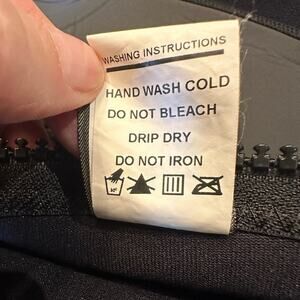 WASHING INSTRUCTIONS
HAND WASH COLD
DO NOT BLEACH
DRIP DRY
DO NOT IRON